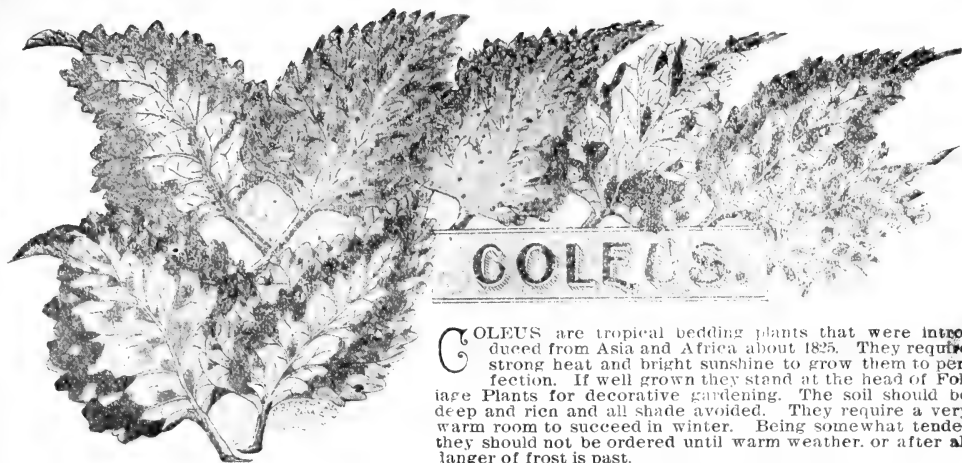 COLEUS.
COLEUS are tropical bedding plants that were intro
duced from Asia and Africa about 1825. They require
strong heat and bright sunshine to grow them to per
fection. If well grown they stand at the head of Fol
iage Plants for decorative gardening. The soil should be
deep and rich and all shade avoided. They require a very
warm room to succeed in winter. Being somewhat tender
they should not be ordered until warm weather. or after al
langer of frost is past.